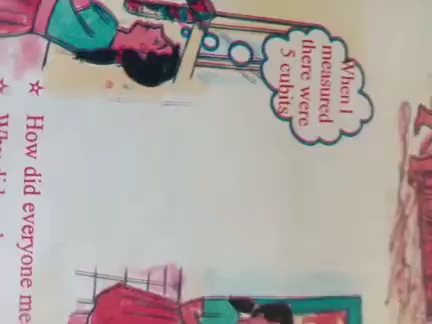 When I
measured
there were
5 cubits
☆ How did everyone me
☆